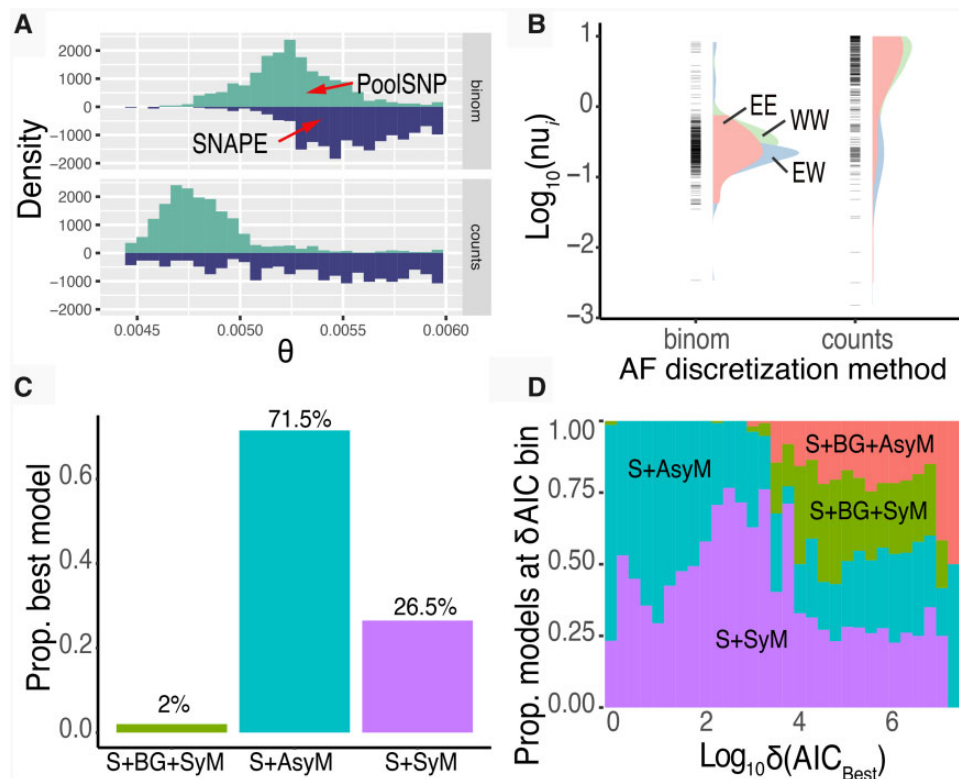 A
Density
2000
1000
0
-1000
-2000
PoolSNP
SNAPE
binom
2000
1000
0
-1000
-2000
counts
0.0045 0.0050 0.0055 0.0060
θ
B
Log10(nui)
1
0
-1
-2
-3
EE
WW
EW
binom counts
AF discretization method
C
Prop. best model
0.6
0.4
0.2
0.0
2%
71.5%
26.5%
S+BG+SyM S+AsyM S+SyM
D
Prop. models at δAIC bin
1.00
0.75
0.50
0.25
0.00
S+BG+AsyM
S+AsyM
S+BG+SyM
S+SyM
0 2 4 6
Log10δ(AICBest)